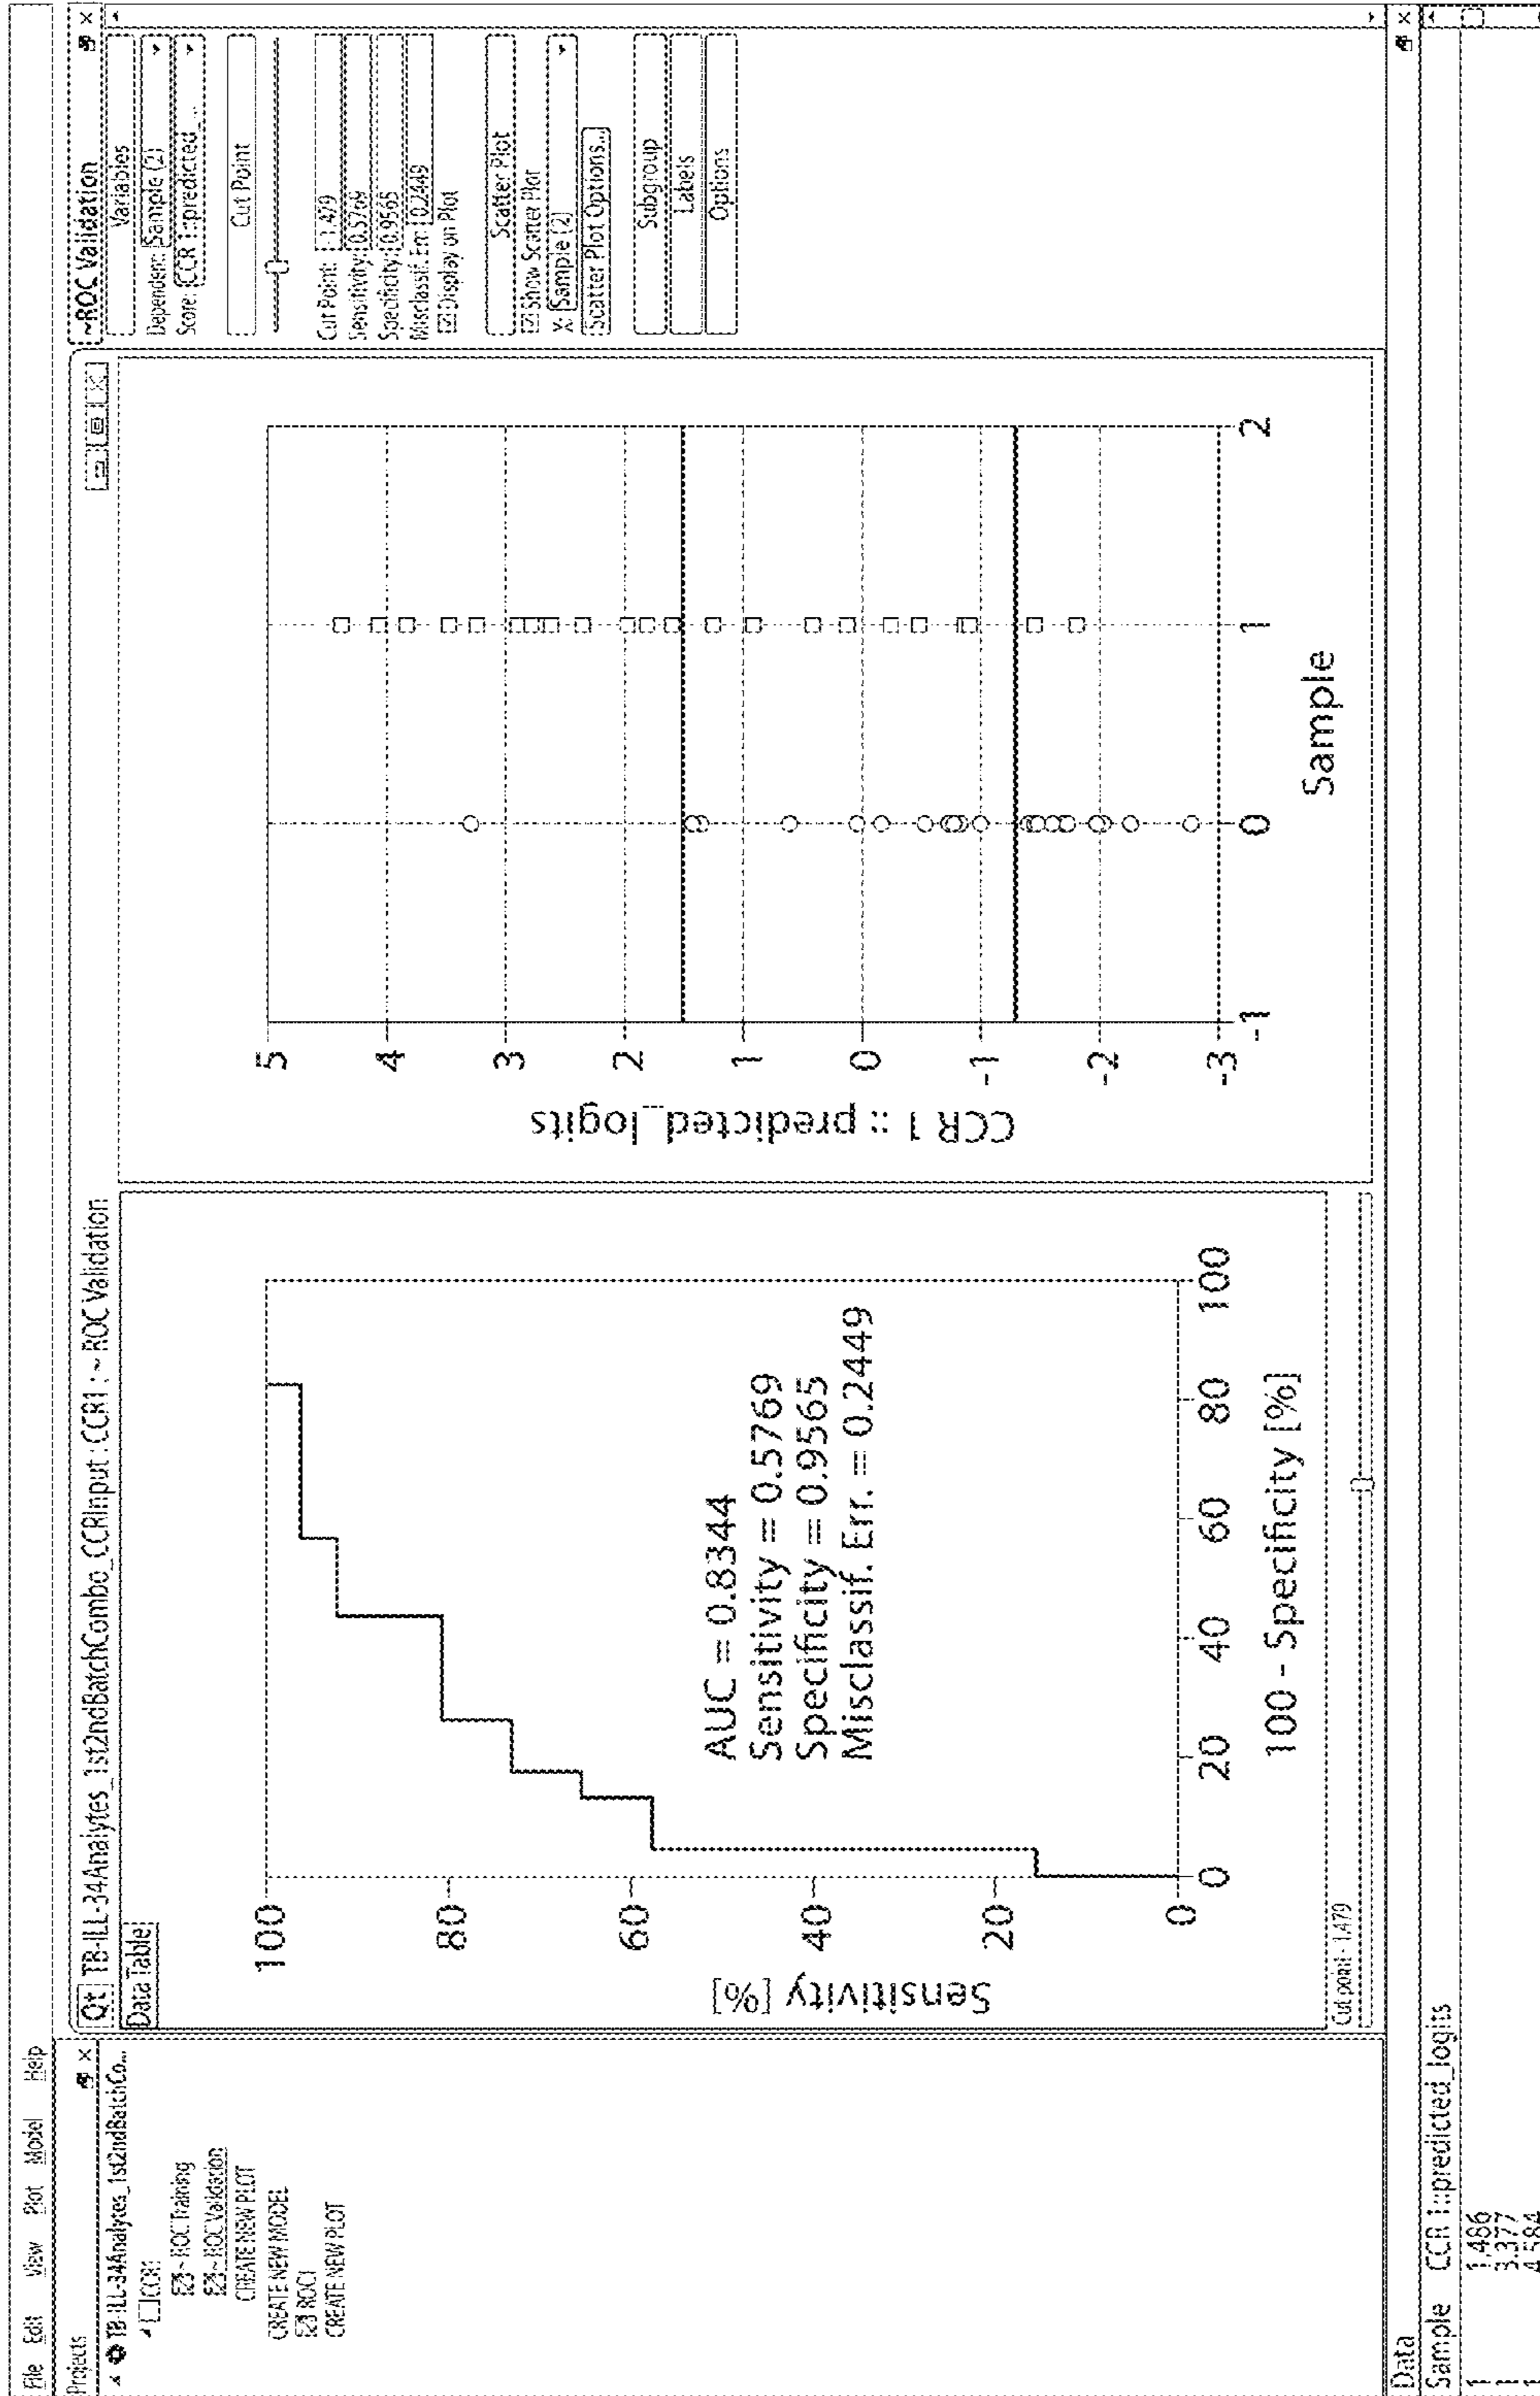 File Edit View Plot Model Help
Projects
TB-ILL-34Analytes_1st2ndBatchCo...
CCR1
~ ROC Training
~ ROC Validation
CREATE NEW PLOT
CREATE NEW MODEL
ROC1
CREATE NEW PLOT
Qt TB-ILL-34Analytes_1st2ndBatchCombo_CCRInput : CCR1 : ~ ROC Validation
Data Table
Sensitivity [%]
100
80
60
40
20
0
AUC = 0.8344
Sensitivity = 0.5769
Specificity = 0.9565
Misclassif. Err. = 0.2449
0 20 40 60 80 100
100 - Specificity [%]
Cut point - 1.479
CCR 1 :: predicted_logits
5
4
3
2
1
0
-1
-2
-3
-1 0 1 2
Sample
~ROC Validation
Variables
Dependent: Sample (2)
Score: CCR 1::predicted_...
Cut Point
Cut Point: 1.479
Sensitivity: 0.5769
Specificity: 0.9565
Misclassif. Err: 0.2449
Display on Plot
Scatter Plot
Show Scatter Plot
X: Sample (2)
Scatter Plot Options...
Subgroup
Labels
Options
Data
Sample CCR 1::predicted_logits
1 1.486
1 3.377
1 4.584